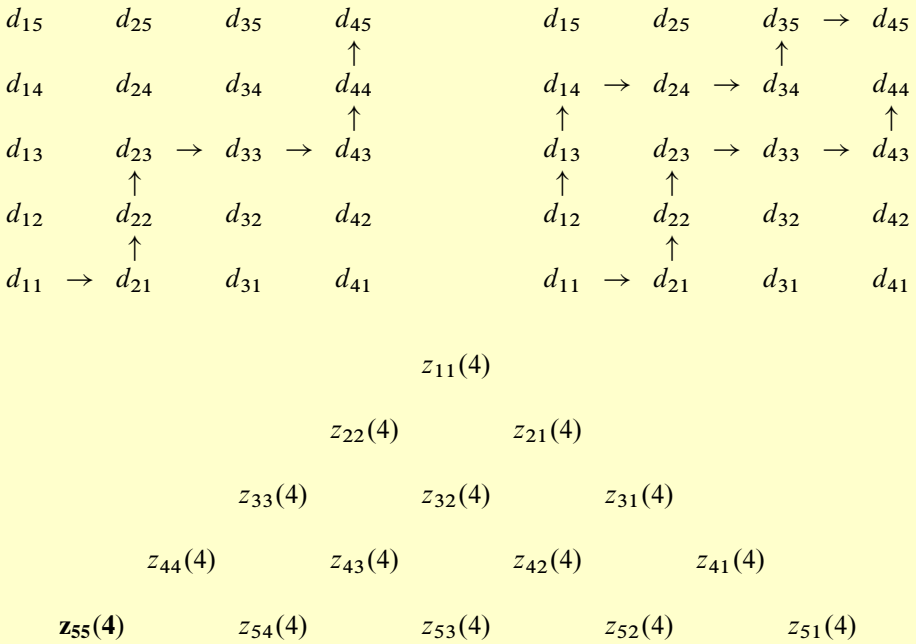 d₁₅ d₂₅ d₃₅ d₄₅ d₁₅ d₂₅ d₃₅ → d₄₅
↑ ↑
d₁₄ d₂₄ d₃₄ d₄₄ d₁₄ → d₂₄ → d₃₄ d₄₄
↑ ↑ ↑
d₁₃ d₂₃ → d₃₃ → d₄₃ d₁₃ d₂₃ → d₃₃ → d₄₃
↑ ↑ ↑
d₁₂ d₂₂ d₃₂ d₄₂ d₁₂ d₂₂ d₃₂ d₄₂
↑ ↑
d₁₁ → d₂₁ d₃₁ d₄₁ d₁₁ → d₂₁ d₃₁ d₄₁
z₁₁(4)
z₂₂(4) z₂₁(4)
z₃₃(4) z₃₂(4) z₃₁(4)
z₄₄(4) z₄₃(4) z₄₂(4) z₄₁(4)
z₅₅(4) z₅₄(4) z₅₃(4) z₅₂(4) z₅₁(4)